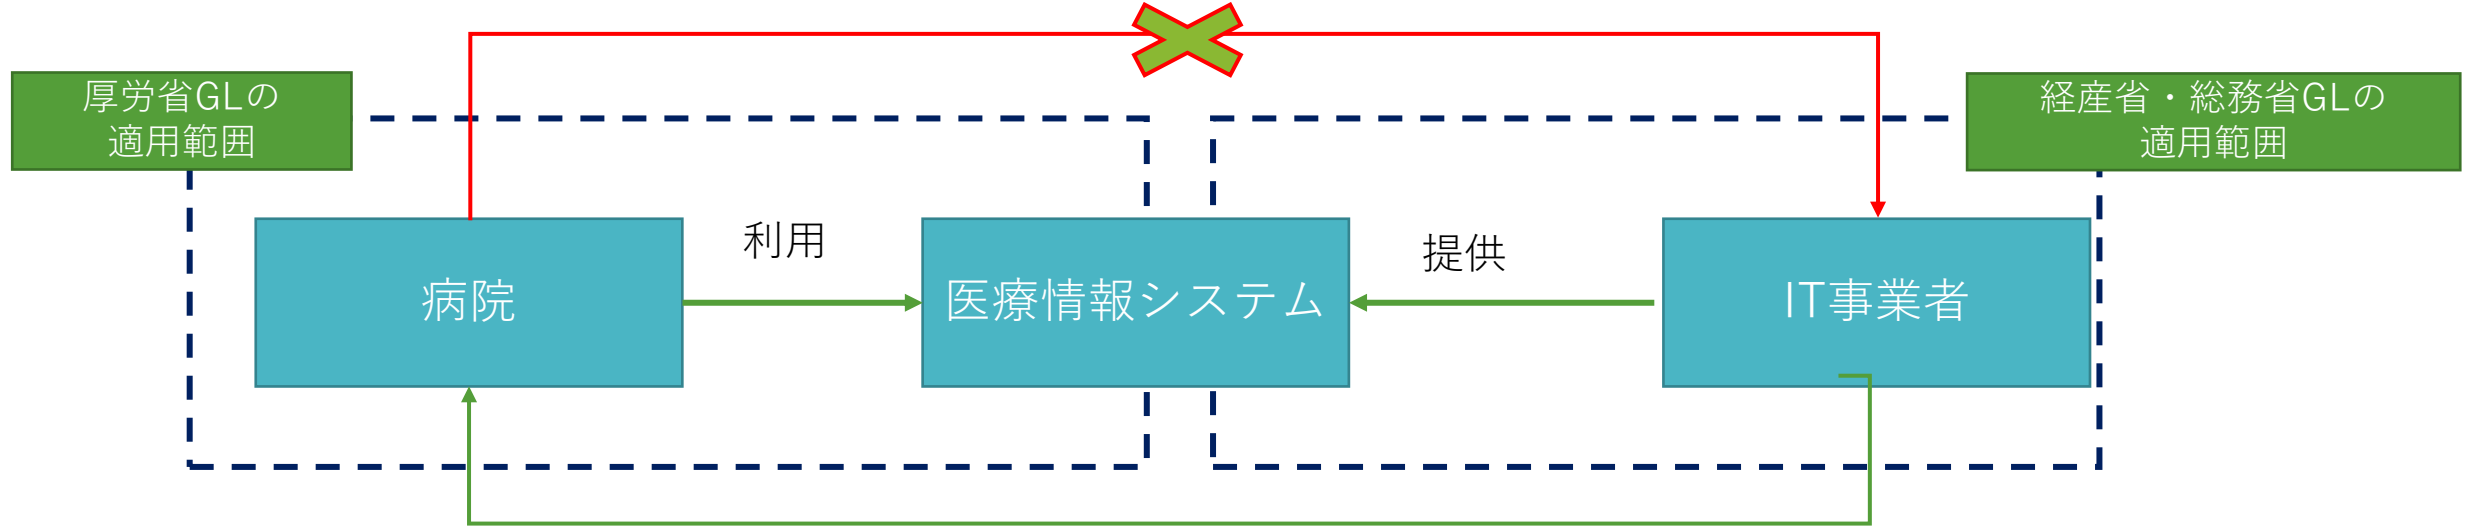 厚労省GLの
適用範囲
経産省・総務省GLの
適用範囲
利用
提供
病院
医療情報システム
IT事業者